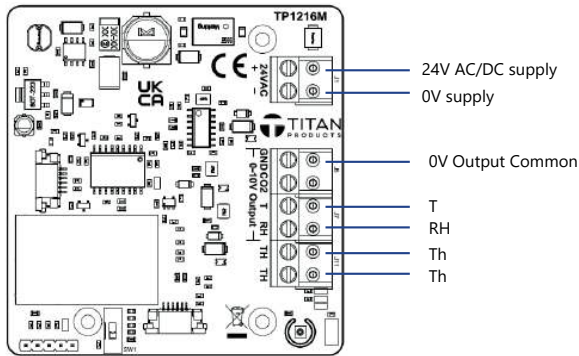 TP1216M
24V AC/DC supply
0V supply
+
24VAC
-
UK
CA
CE
TITAN
PRODUCTS
GND CO2
0-10V Output
T
RH
TH
TH
0V Output Common
T
RH
Th
Th
SW1